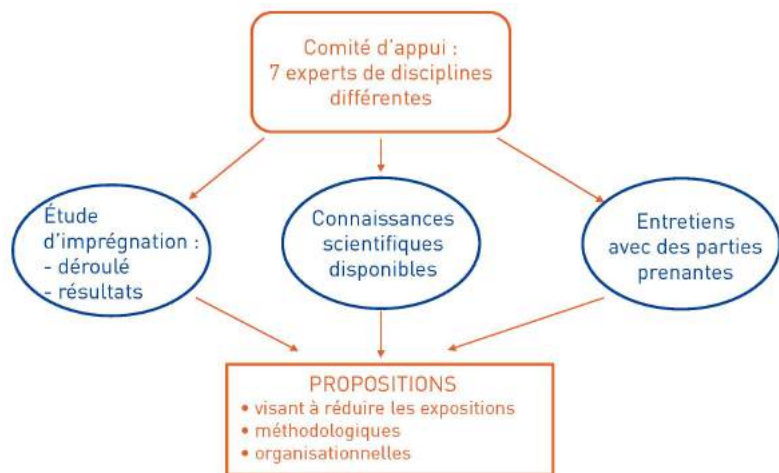 Comité d'appui :
7 experts de disciplines
différentes
Étude
d'imprégnation :
- déroulé
- résultats
Connaissances
scientifiques
disponibles
Entretiens
avec des parties
prenantes
PROPOSITIONS
• visant à réduire les expositions
• méthodologiques
• organisationnelles